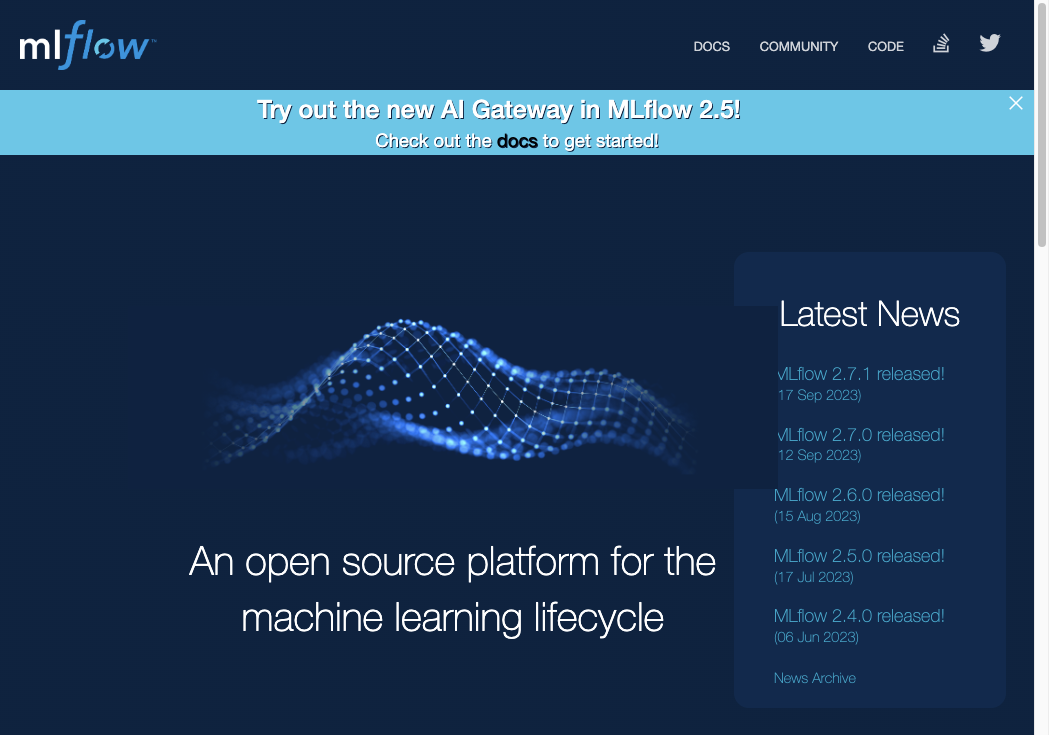 mlflow™
DOCS
COMMUNITY
CODE
Try out the new AI Gateway in MLflow 2.5!
Check out the docs to get started!
Latest News
MLflow 2.7.1 released!
17 Sep 2023)
MLflow 2.7.0 released!
12 Sep 2023)
MLflow 2.6.0 released!
(15 Aug 2023)
MLflow 2.5.0 released!
(17 Jul 2023)
MLflow 2.4.0 released!
(06 Jun 2023)
News Archive
An open source platform for the
machine learning lifecycle